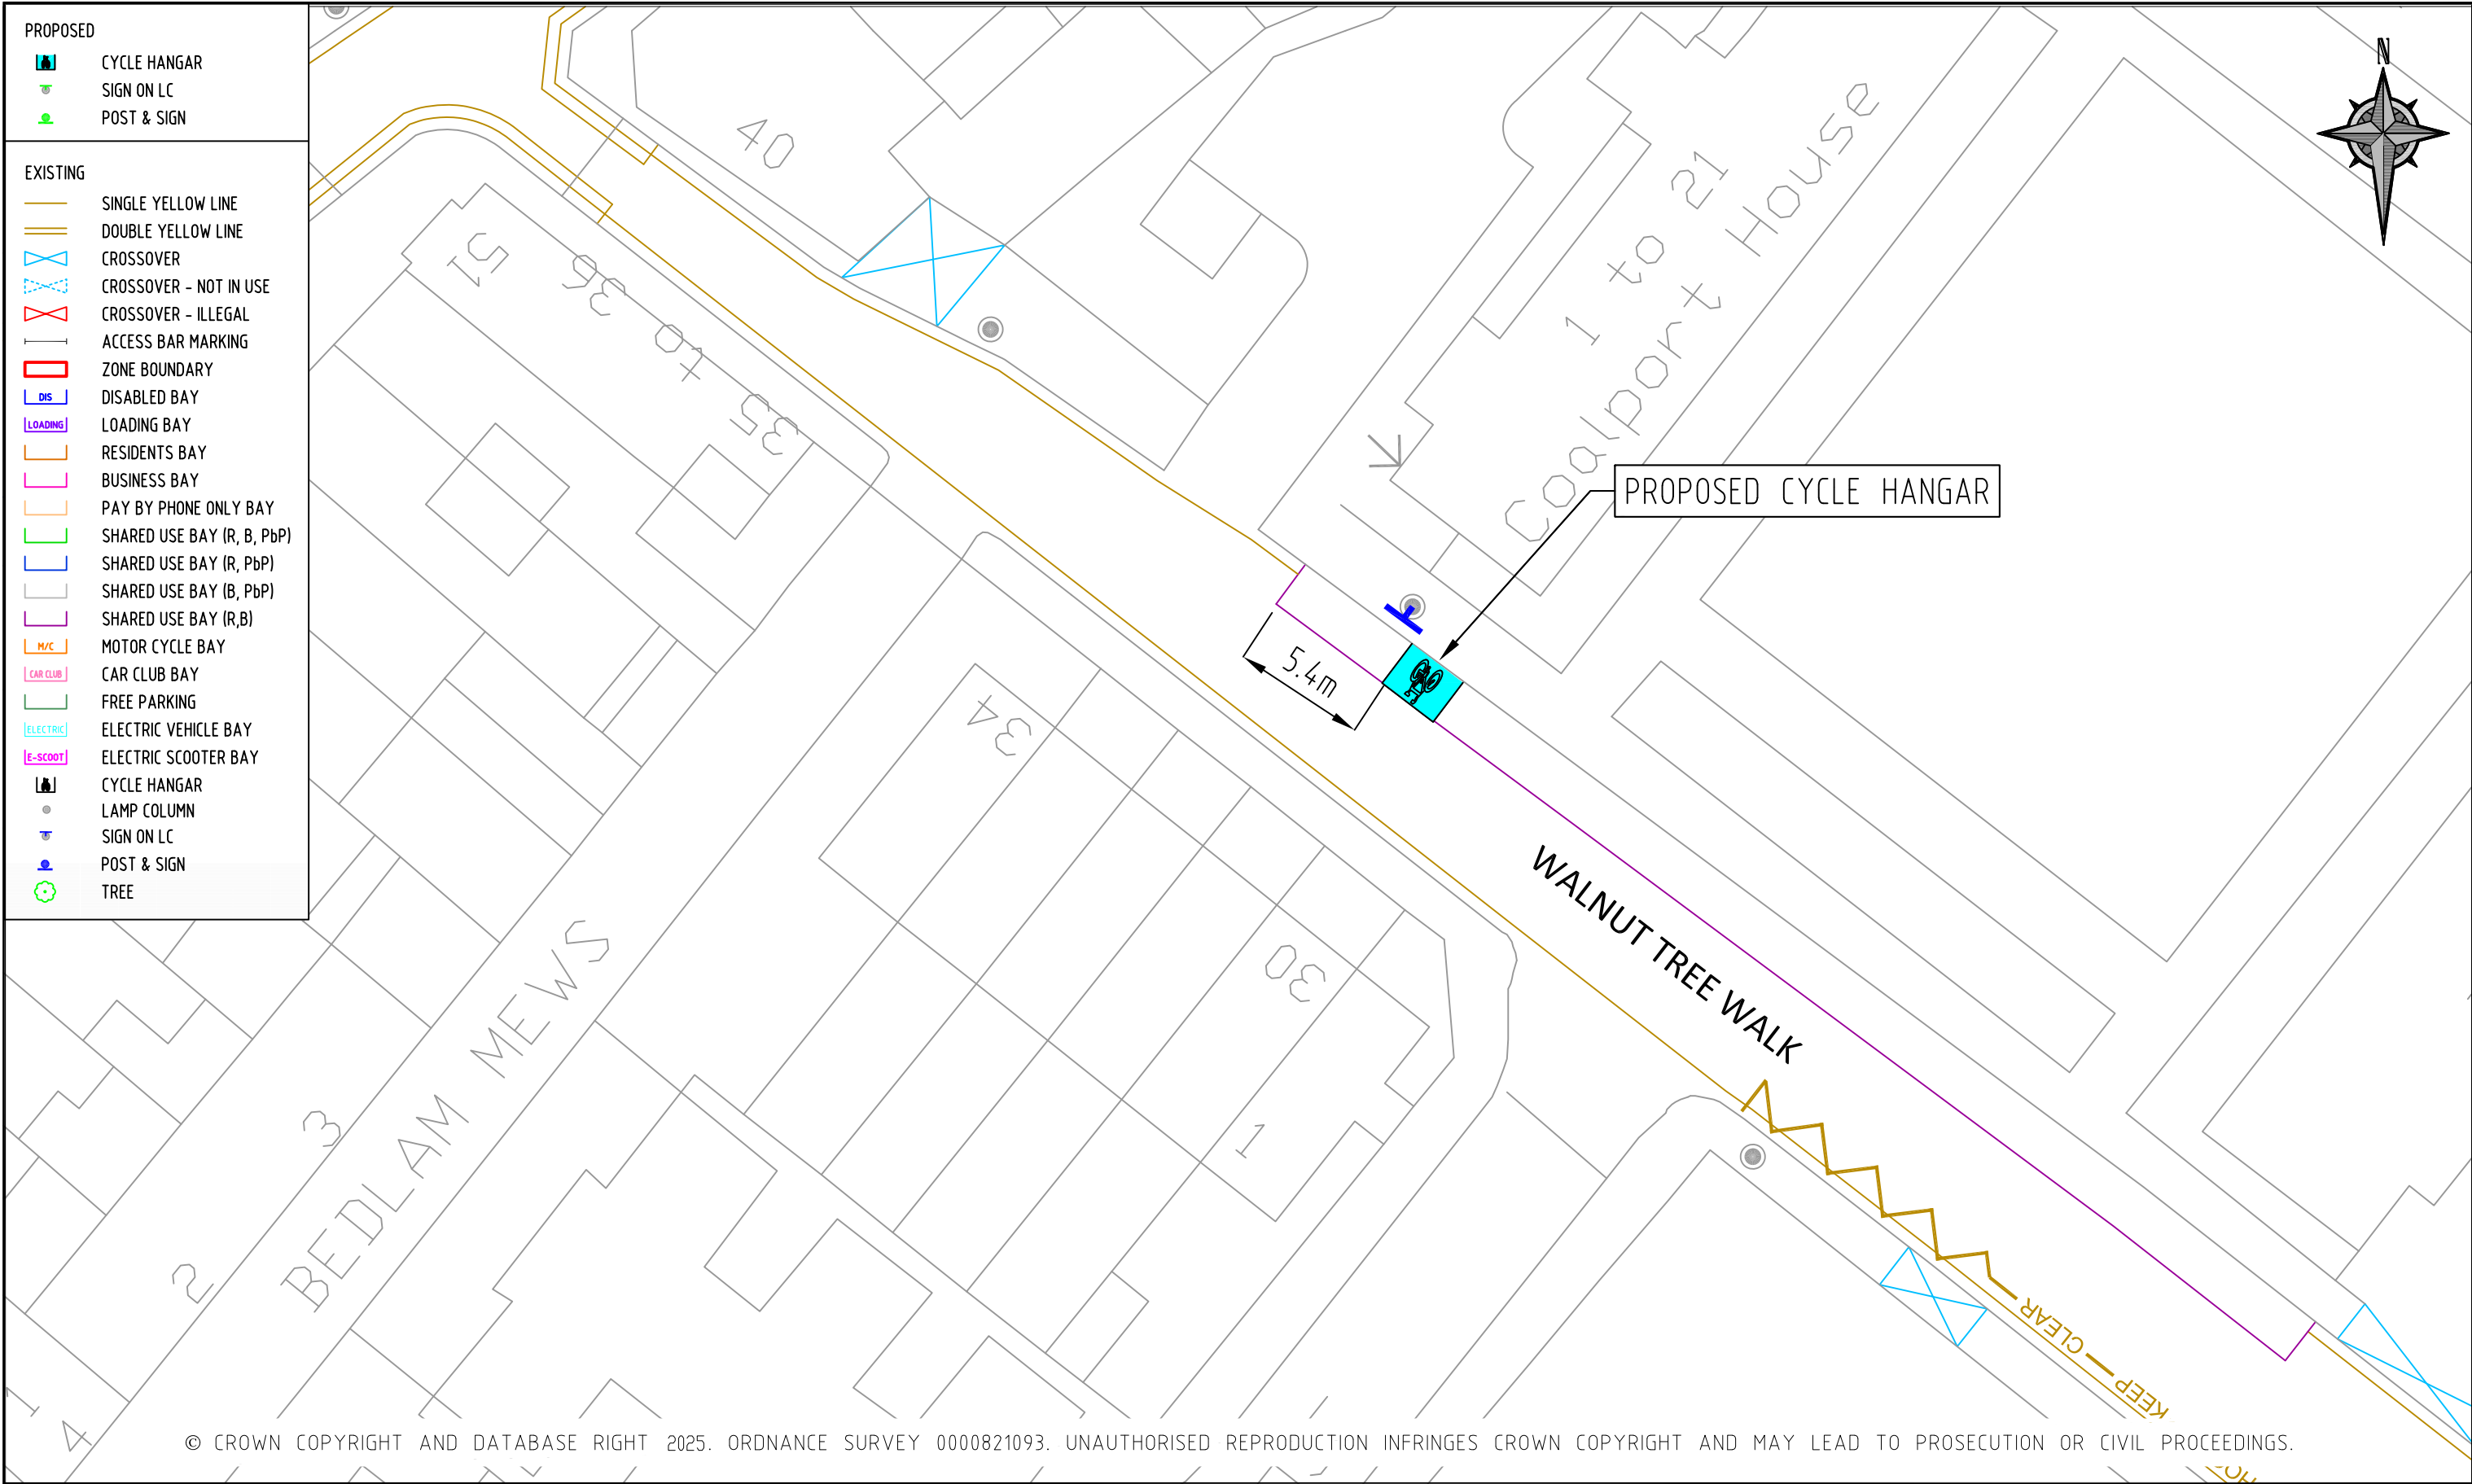 PROPOSED
CYCLE HANGAR
SIGN ON LC
POST & SIGN
EXISTING
SINGLE YELLOW LINE
DOUBLE YELLOW LINE
CROSSOVER
CROSSOVER - NOT IN USE
CROSSOVER - ILLEGAL
ACCESS BAR MARKING
ZONE BOUNDARY
DIS DISABLED BAY
LOADING LOADING BAY
RESIDENTS BAY
BUSINESS BAY
PAY BY PHONE ONLY BAY
SHARED USE BAY (R, B, PbP)
SHARED USE BAY (R, PbP)
SHARED USE BAY (B, PbP)
SHARED USE BAY (R,B)
M/C MOTOR CYCLE BAY
CAR CLUB CAR CLUB BAY
FREE PARKING
ELECTRIC ELECTRIC VEHICLE BAY
E-SCOOT ELECTRIC SCOOTER BAY
CYCLE HANGAR
LAMP COLUMN
SIGN ON LC
POST & SIGN
TREE
N
40
51
35 to 39
1 to 21
Coalport House
PROPOSED CYCLE HANGAR
5.4m
34
30
1
WALNUT TREE WALK
BEDLAM MEWS
3
2
1
4
KEEP CLEAR
© CROWN COPYRIGHT AND DATABASE RIGHT 2025. ORDNANCE SURVEY 0000821093. UNAUTHORISED REPRODUCTION INFRINGES CROWN COPYRIGHT AND MAY LEAD TO PROSECUTION OR CIVIL PROCEEDINGS.